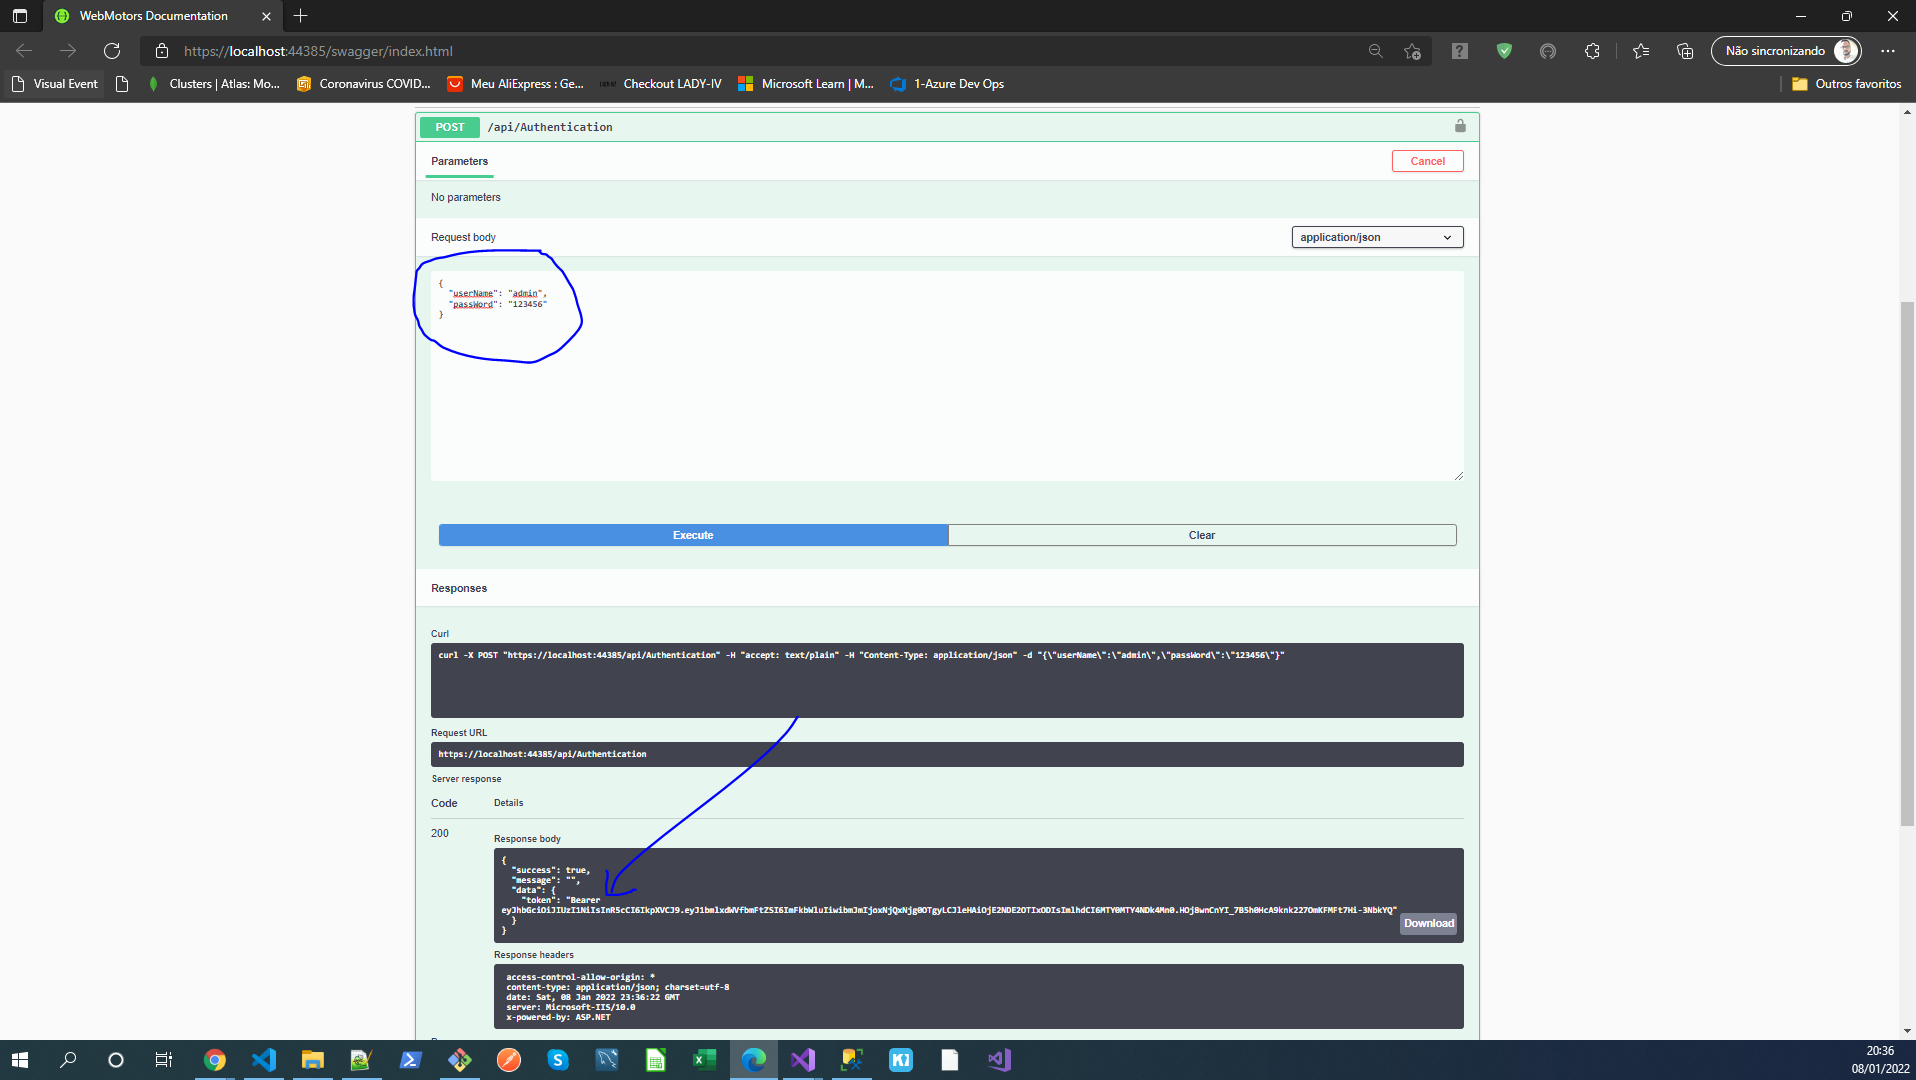 WebMotors Documentation
https://localhost:44385/swagger/index.html
Não sincronizando
Visual Event
Clusters | Atlas: Mo...
Coronavirus COVID...
Meu AliExpress : Ge...
Checkout LADY-IV
Microsoft Learn | M...
1-Azure Dev Ops
Outros favoritos
POST /api/Authentication
Parameters
Cancel
No parameters
Request body
application/json
{
"userName": "admin",
"passWord": "123456"
}
Execute
Clear
Responses
Curl
curl -X POST "https://localhost:44385/api/Authentication" -H "accept: text/plain" -H "Content-Type: application/json" -d "{\"userName\":\"admin\",\"passWord\":\"123456\"}"
Request URL
https://localhost:44385/api/Authentication
Server response
Code Details
200
Response body
{
"success": true,
"message": "",
"data": {
"token": "Bearer
}
}
Download
Response headers
access-control-allow-origin: *
content-type: application/json; charset=utf-8
date: Sat, 08 Jan 2022 23:36:22 GMT
server: Microsoft-IIS/10.0
x-powered-by: ASP.NET
20:36
08/01/2022